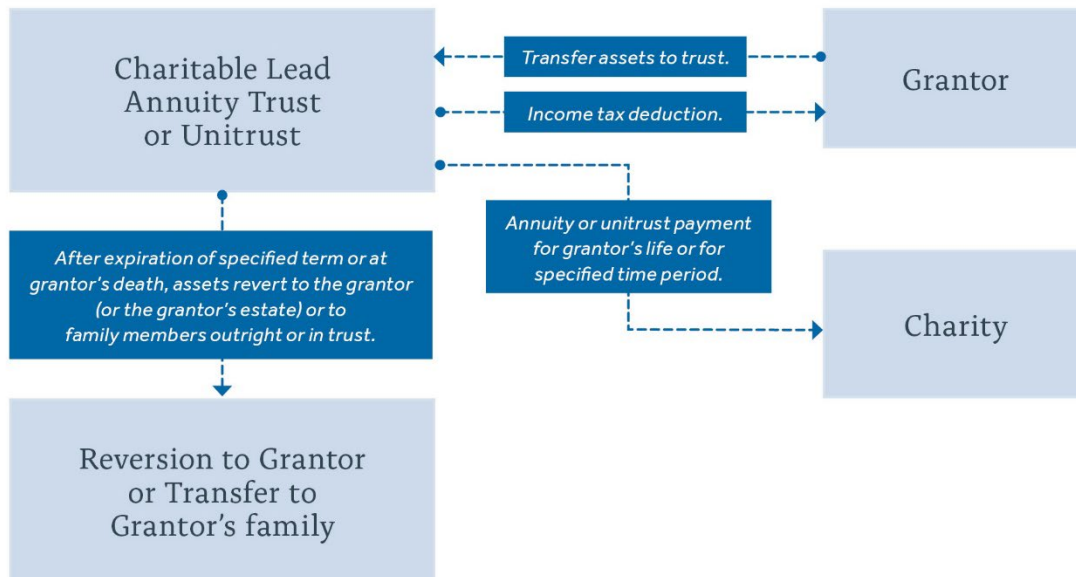 Charitable Lead
Annuity Trust
or Unitrust
Transfer assets to trust.
Income tax deduction.
Grantor
Annuity or unitrust payment
for grantor's life or for
specified time period.
After expiration of specified term or at
grantor's death, assets revert to the grantor
(or the grantor's estate) or to
family members outright or in trust.
Charity
Reversion to Grantor
or Transfer to
Grantor's family